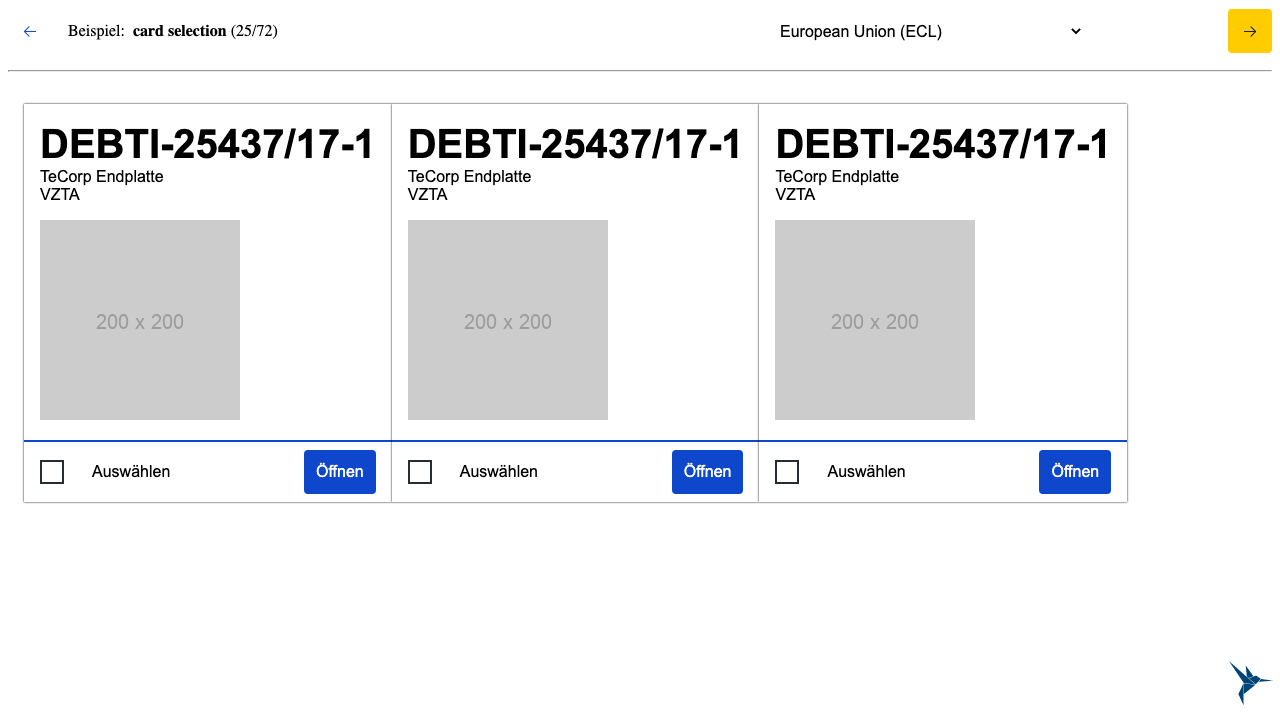 Beispiel: card selection (25/72)
European Union (ECL)
DEBTI-25437/17-1
TeCorp Endplatte
VZTA
200 x 200
Auswählen
Öffnen
DEBTI-25437/17-1
TeCorp Endplatte
VZTA
200 x 200
Auswählen
Öffnen
DEBTI-25437/17-1
TeCorp Endplatte
VZTA
200 x 200
Auswählen
Öffnen